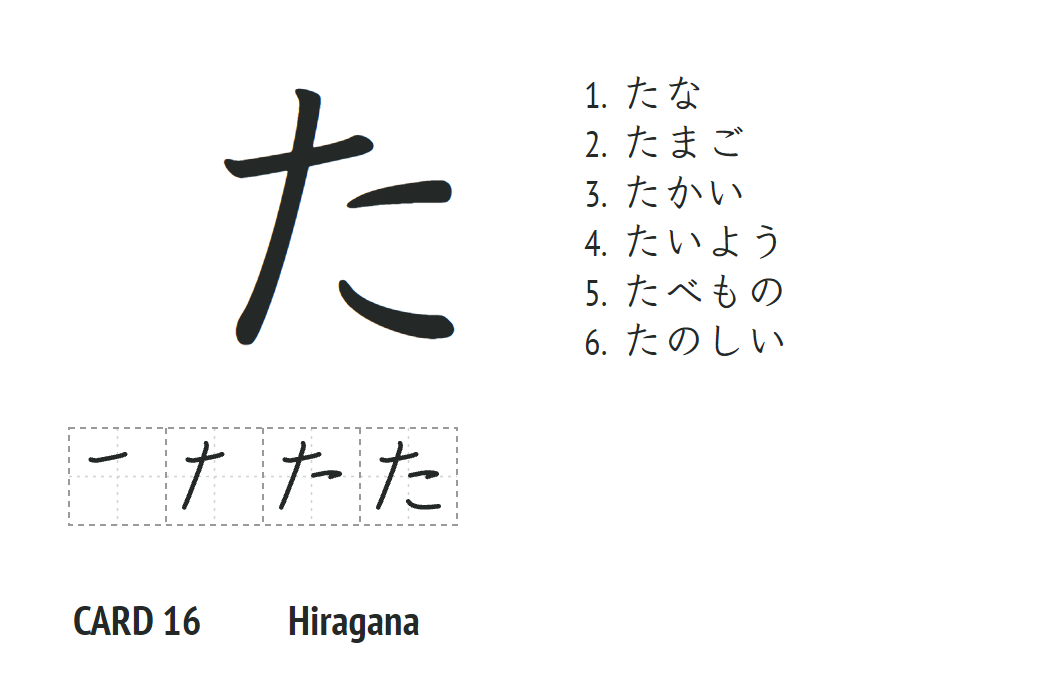 た
1. たな
2. たまご
3. たかい
4. たいよう
5. たべもの
6. たのしい
一 ナ た た
CARD 16 Hiragana